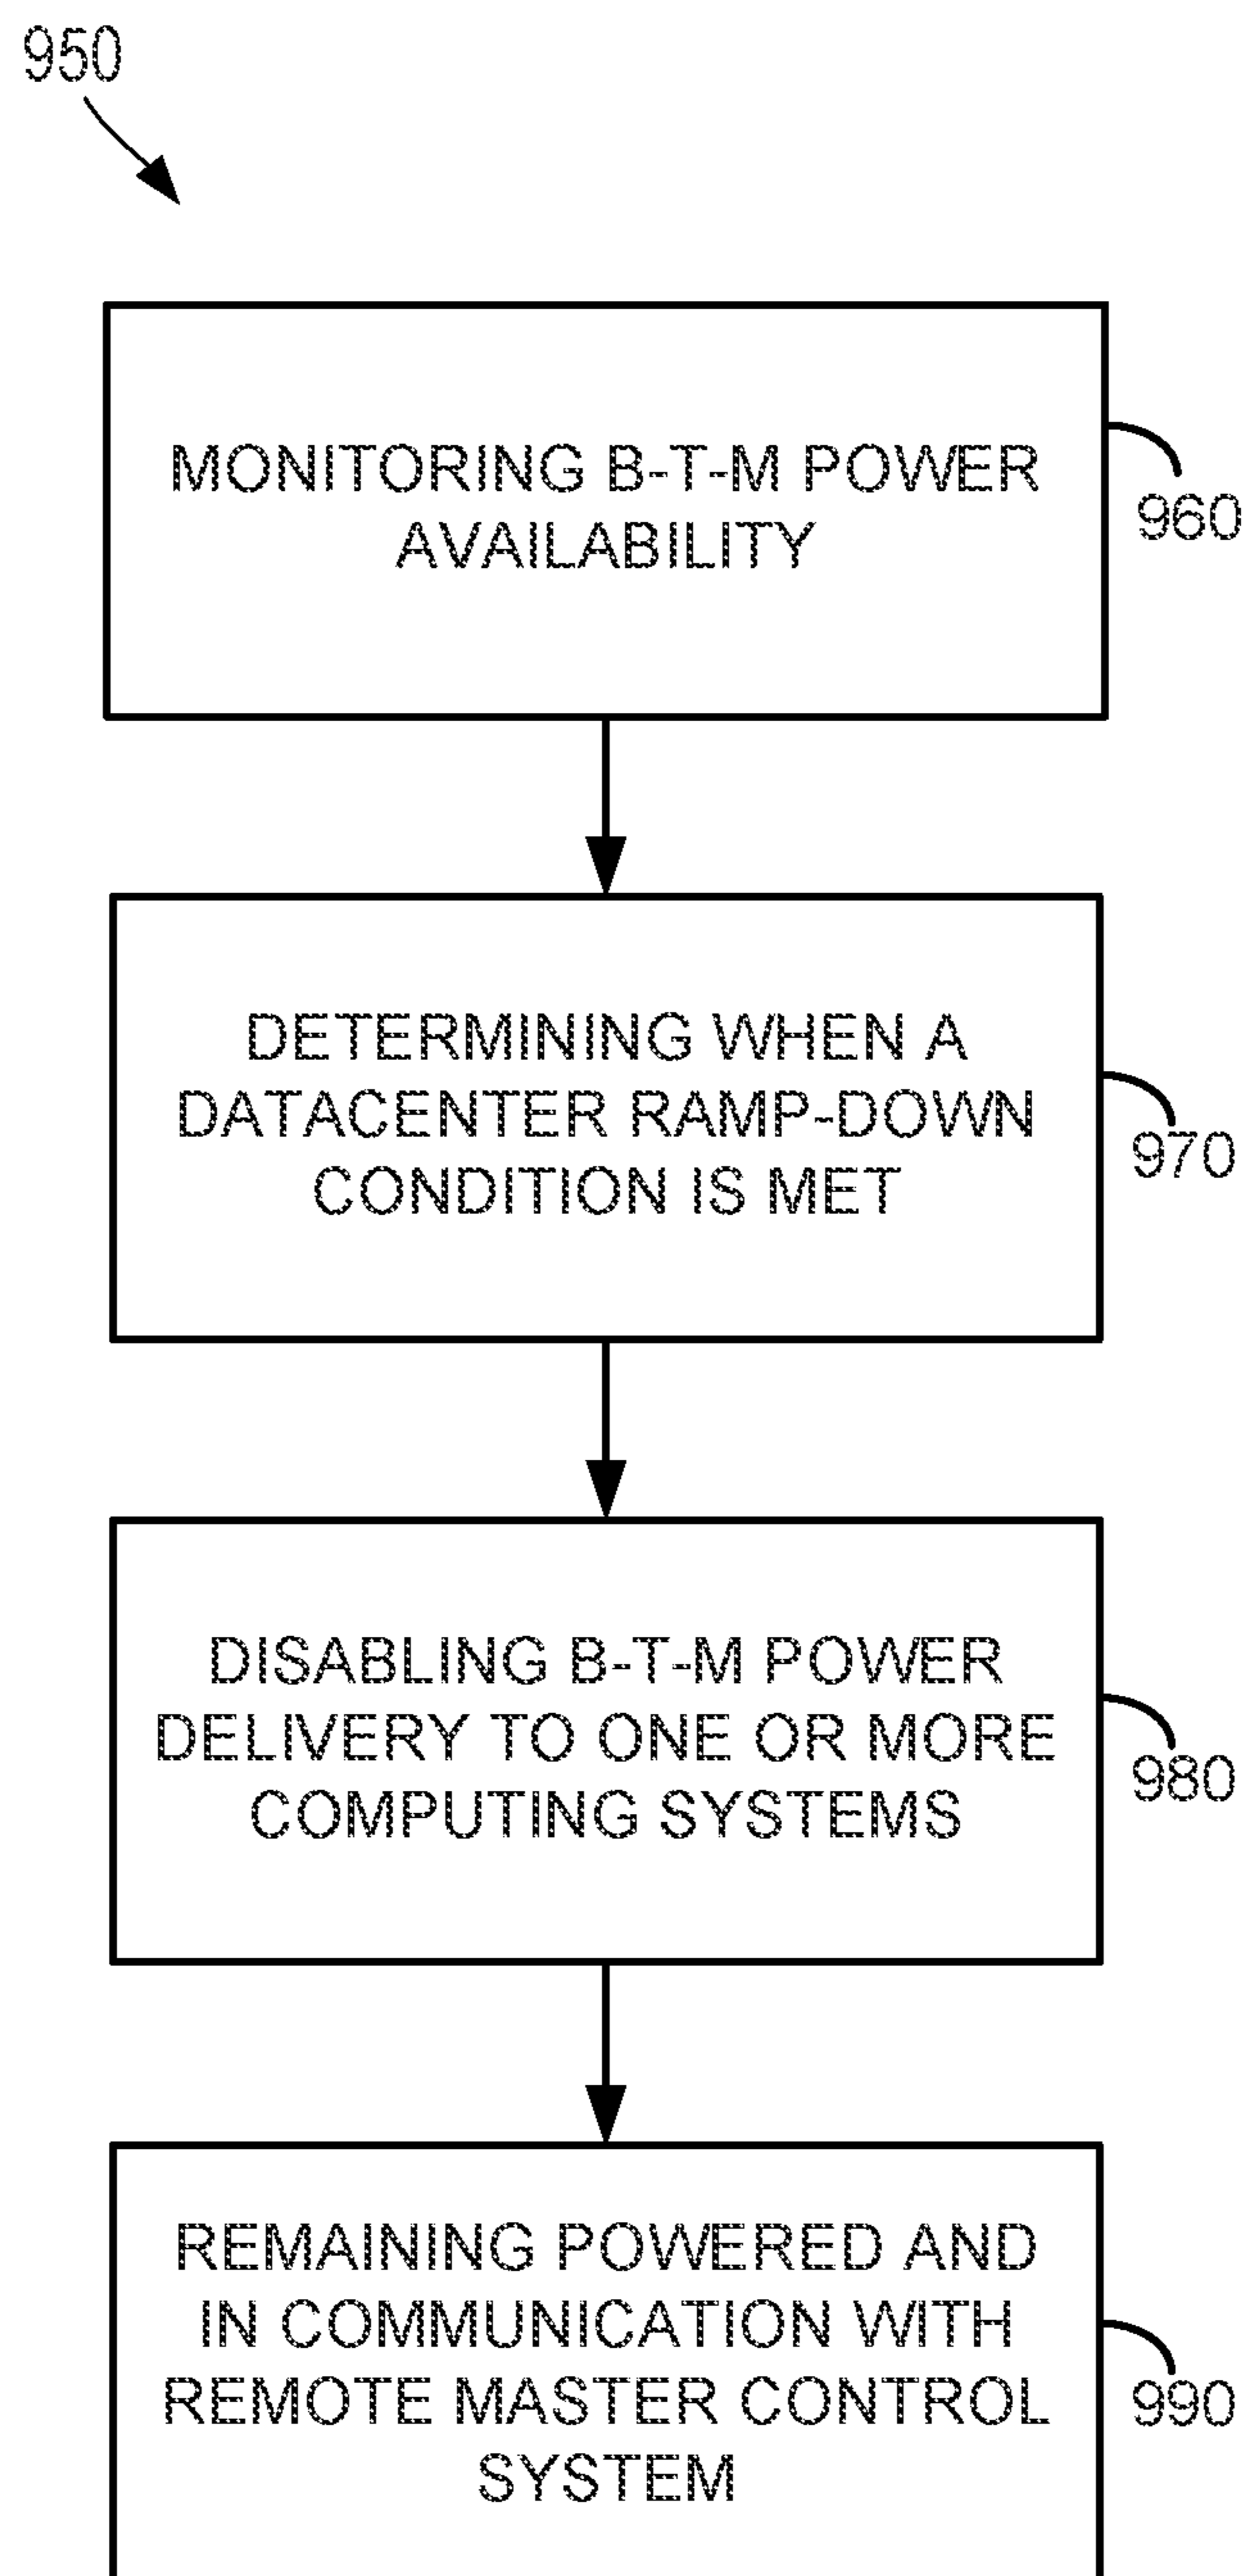 950
MONITORING B-T-M POWER
AVAILABILITY
960
DETERMINING WHEN A
DATACENTER RAMP-DOWN
CONDITION IS MET
970
DISABLING B-T-M POWER
DELIVERY TO ONE OR MORE
COMPUTING SYSTEMS
980
REMAINING POWERED AND
IN COMMUNICATION WITH
REMOTE MASTER CONTROL
SYSTEM
990